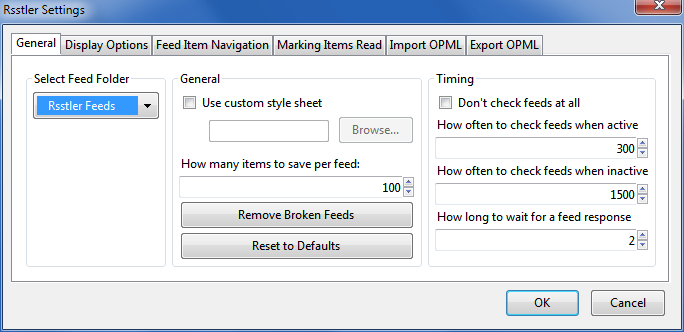 Rsstler Settings
General Display Options Feed Item Navigation Marking Items Read Import OPML Export OPML
Select Feed Folder
Rsstler Feeds
General
Use custom style sheet
Browse...
How many items to save per feed:
100
Remove Broken Feeds
Reset to Defaults
Timing
Don't check feeds at all
How often to check feeds when active
300
How often to check feeds when inactive
1500
How long to wait for a feed response
2
OK Cancel